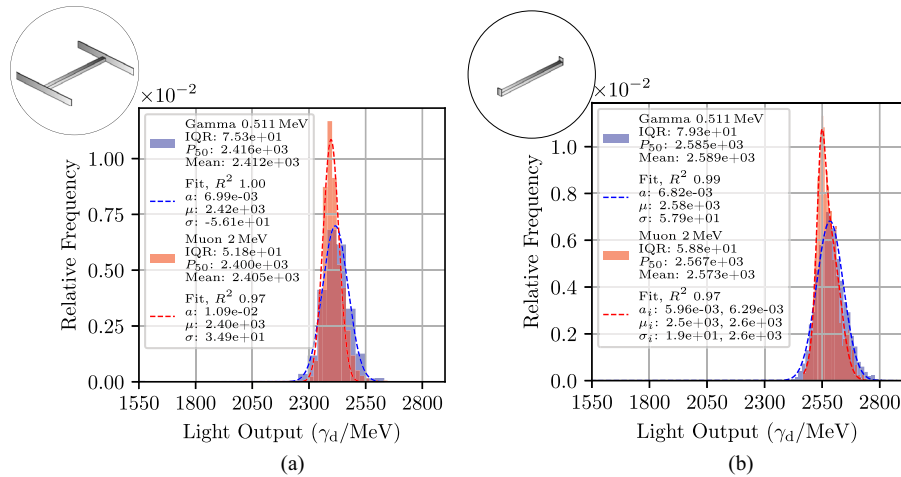 ×10−2
Gamma 0.511 MeV
IQR: 7.53e+01
P50: 2.416e+03
Mean: 2.412e+03
Fit, R2 1.00
a: 6.99e-03
μ: 2.42e+03
σ: -5.61e+01
Muon 2 MeV
IQR: 5.18e+01
P50: 2.400e+03
Mean: 2.405e+03
Fit, R2 0.97
a: 1.09e-02
μ: 2.40e+03
σ: 3.49e+01
1.00
0.75
0.50
0.25
0.00
Relative Frequency
1550 1800 2050 2300 2550 2800
Light Output (γd/MeV)
(a)
×10−2
Gamma 0.511 MeV
IQR: 7.93e+01
P50: 2.585e+03
Mean: 2.589e+03
Fit, R2 0.99
a: 6.82e-03
μ: 2.58e+03
σ: 5.79e+01
Muon 2 MeV
IQR: 5.88e+01
P50: 2.567e+03
Mean: 2.573e+03
Fit, R2 0.97
ai: 5.96e-03, 6.29e-03
μi: 2.5e+03, 2.6e+03
σi: 1.9e+01, 2.6e+03
1.0
0.8
0.6
0.4
0.2
0.0
Relative Frequency
1550 1800 2050 2300 2550 2800
Light Output (γd/MeV)
(b)